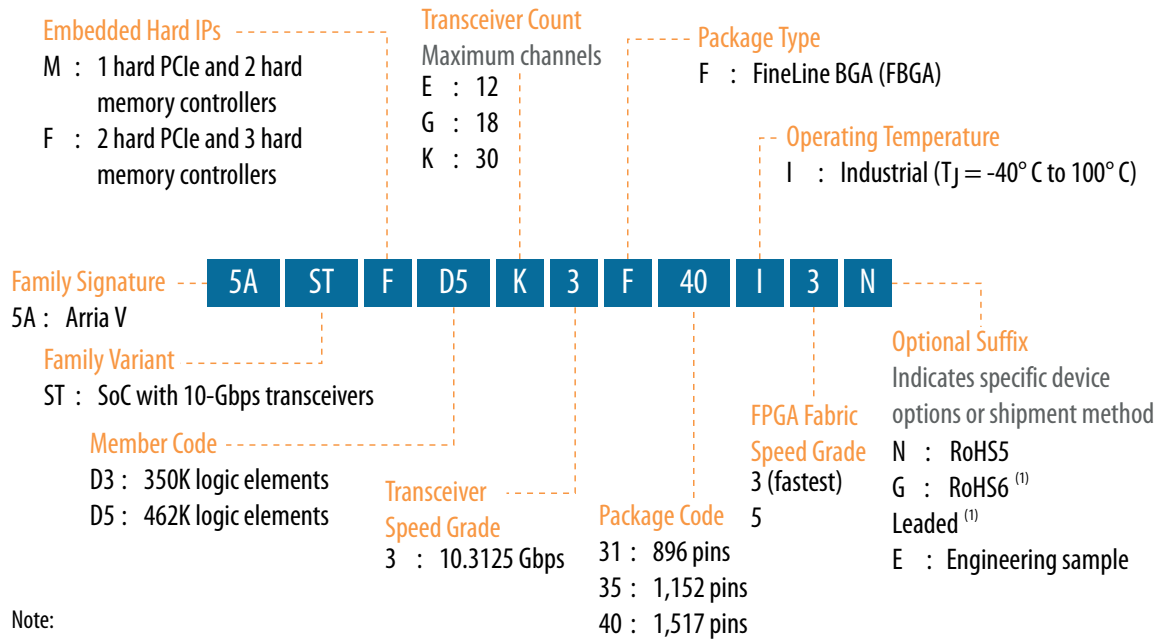 Embedded Hard IPs
M : 1 hard PCIe and 2 hard
memory controllers
F : 2 hard PCIe and 3 hard
memory controllers
Transceiver Count
Maximum channels
E : 12
G : 18
K : 30
Package Type
F : FineLine BGA (FBGA)
Operating Temperature
I : Industrial (TJ = -40° C to 100° C)
Family Signature
5A : Arria V
5A ST F D5 K 3 F 40 I 3 N
Family Variant
ST : SoC with 10-Gbps transceivers
Member Code
D3 : 350K logic elements
D5 : 462K logic elements
Transceiver
Speed Grade
3 : 10.3125 Gbps
Package Code
31 : 896 pins
35 : 1,152 pins
40 : 1,517 pins
FPGA Fabric
Speed Grade
3 (fastest)
5
Optional Suffix
Indicates specific device
options or shipment method
N : RoHS5
G : RoHS6 (1)
Leaded (1)
E : Engineering sample
Note: